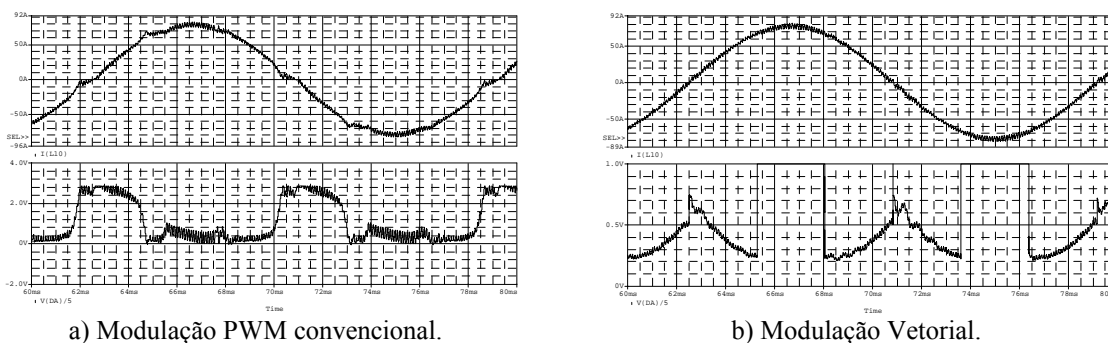 92A
50A
0A
-50A
SEL>>
-96A
I(L10)
4.0V
2.0V
0V
-2.0V
60ms 62ms 64ms 66ms 68ms 70ms 72ms 74ms 76ms 78ms 80ms
V(DA)/5
Time
a) Modulação PWM convencional.
92A
50A
0A
-50A
SEL>>
-89A
I(L10)
1.0V
0.5V
0V
60ms 62ms 64ms 66ms 68ms 70ms 72ms 74ms 76ms 78ms
V(DA)/5
Time
b) Modulação Vetorial.